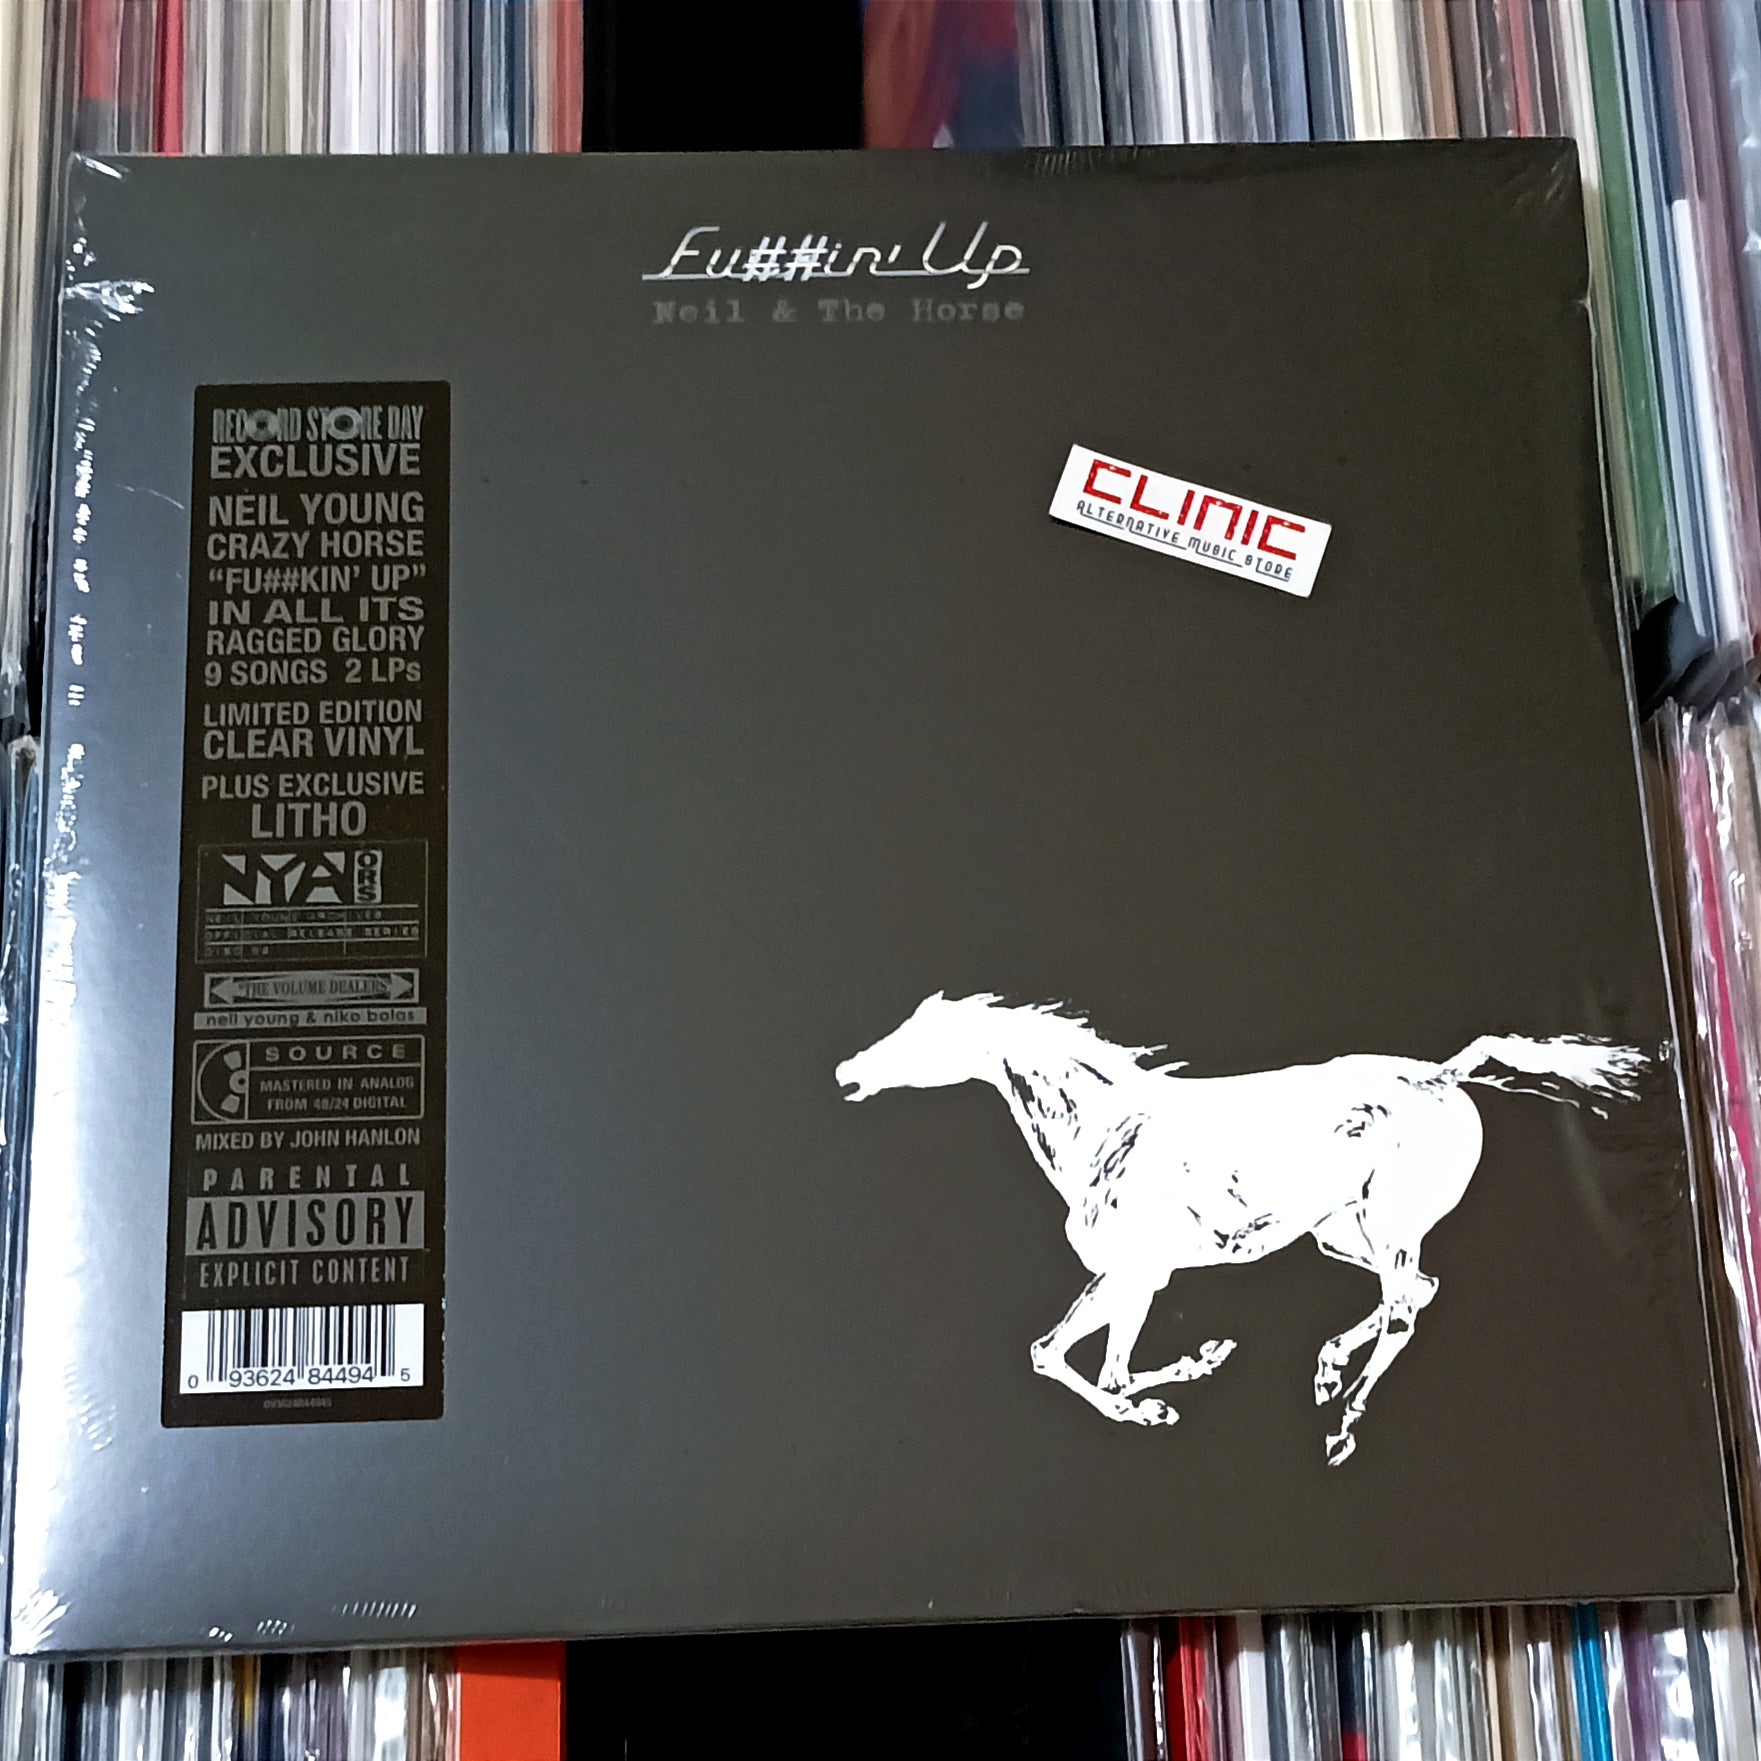 Fu##in' Up
Neil & The Horse
RECORD STORE DAY
EXCLUSIVE
NEIL YOUNG
CRAZY HORSE
“FU##KIN’ UP”
IN ALL ITS
RAGGED GLORY
9 SONGS 2 LPs
LIMITED EDITION
CLEAR VINYL
PLUS EXCLUSIVE
LITHO
NYA ORS
NEIL YOUNG ARCHIVES
OFFICIAL RELEASE SERIES
"THE VOLUME DEALERS"
neil young & niko bolas
SOURCE
MASTERED IN ANALOG
FROM 48/24 DIGITAL
MIXED BY JOHN HANLON
PARENTAL
ADVISORY
EXPLICIT CONTENT
0 93624 84494 5
CLINIC
ALTERNATIVE MUSIC STORE